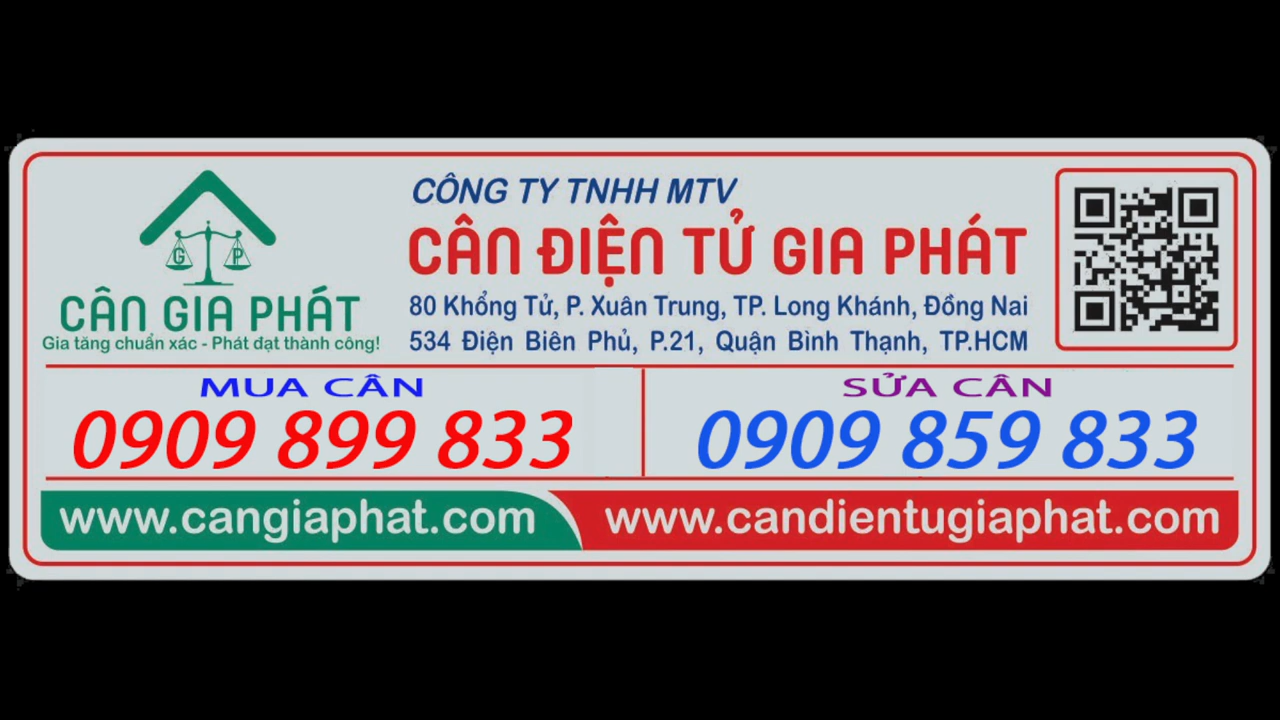 G P
CÂN GIA PHÁT
Gia tăng chuẩn xác - Phát đạt thành công!
CÔNG TY TNHH MTV
CÂN ĐIỆN TỬ GIA PHÁT
80 Khổng Tử, P. Xuân Trung, TP. Long Khánh, Đồng Nai
534 Điện Biên Phủ, P.21, Quận Bình Thạnh, TP.HCM
MUA CÂN
0909 899 833
SỬA CÂN
0909 859 833
www.cangiaphat.com
www.candientugiaphat.com